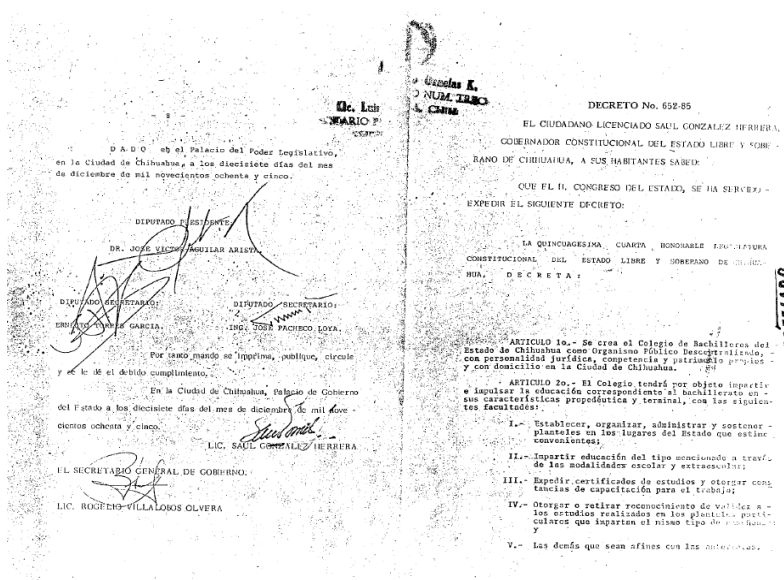 Lic. Luis
NOTARIO P
D A D O en el Palacio del Poder Legislativo,
en la Ciudad de Chihuahua, a los diecisiete días del mes
de diciembre de mil novecientos ochenta y cinco.
DIPUTADO PRESIDENTE
DR. JOSE VICTOR AGUILAR ARISTA.
DIPUTADO SECRETARIO: DIPUTADO SECRETARIO:
ERNESTO TORRES GARCIA. ING. JOSE PACHECO LOYA.
Por tanto mando se imprima, publique, circule
y se le dé el debido cumplimiento.
En la Ciudad de Chihuahua, Palacio de Gobierno
del Estado a los diecisiete días del mes de diciembre de mil nove -
cientos ochenta y cinco.
LIC. SAUL GONZALEZ HERRERA
EL SECRETARIO GENERAL DE GOBIERNO.
LIC. ROGELIO VILLALOBOS OLVERA
K.
NUM. TRES
CHIH
DECRETO No. 652-85
EL CIUDADANO LICENCIADO SAUL GONZALEZ HERRERA,
GOBERNADOR CONSTITUCIONAL DEL ESTADO LIBRE Y SOBE -
RANO DE CHIHUAHUA, A SUS HABITANTES SABED:
QUE EL H. CONGRESO DEL ESTADO, SE HA SERVIDO -
EXPEDIR EL SIGUIENTE DECRETO:
LA QUINCUAGESIMA CUARTA HONORABLE LEGISLATURA
CONSTITUCIONAL DEL ESTADO LIBRE Y SOBERANO DE CHIHUA-
HUA, D E C R E T A :
ARTICULO 1o.- Se crea el Colegio de Bachilleres del
Estado de Chihuahua como Organismo Público Descentralizado, -
con personalidad jurídica, competencia y patrimonio propios -
y con domicilio en la Ciudad de Chihuahua.
ARTICULO 2o.- El Colegio tendrá por objeto impartir
e impulsar la educación correspondiente al bachillerato en -
sus características propedéutica y terminal, con las siguien-
tes facultades:
I.- Establecer, organizar, administrar y sostener -
planteles en los lugares del Estado que estime
convenientes;
II.- Impartir educación del tipo mencionado a través
de las modalidades escolar y extraescolar;
III.- Expedir certificados de estudios y otorgar cons
tancias de capacitación para el trabajo;
IV.- Otorgar o retirar reconocimiento de validez a -
los estudios realizados en los planteles parti-
culares que imparten el mismo tipo de enseñanza;
y
V.- Las demás que sean afines con las anteriores.